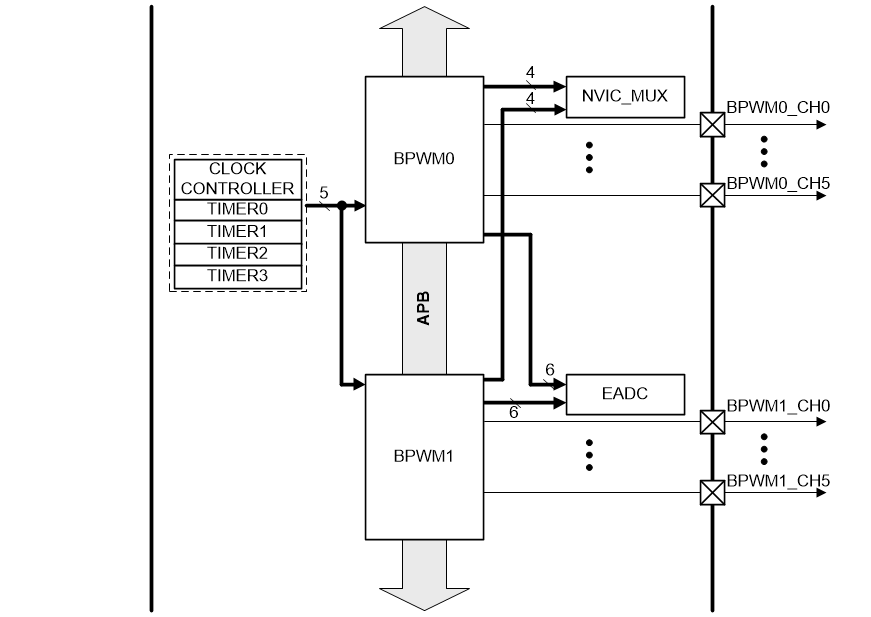 4
NVIC_MUX
4
BPWM0_CH0
BPWM0
CLOCK
CONTROLLER
5
BPWM0_CH5
TIMER0
TIMER1
TIMER2
TIMER3
APB
6
EADC
6
BPWM1_CH0
BPWM1
BPWM1_CH5